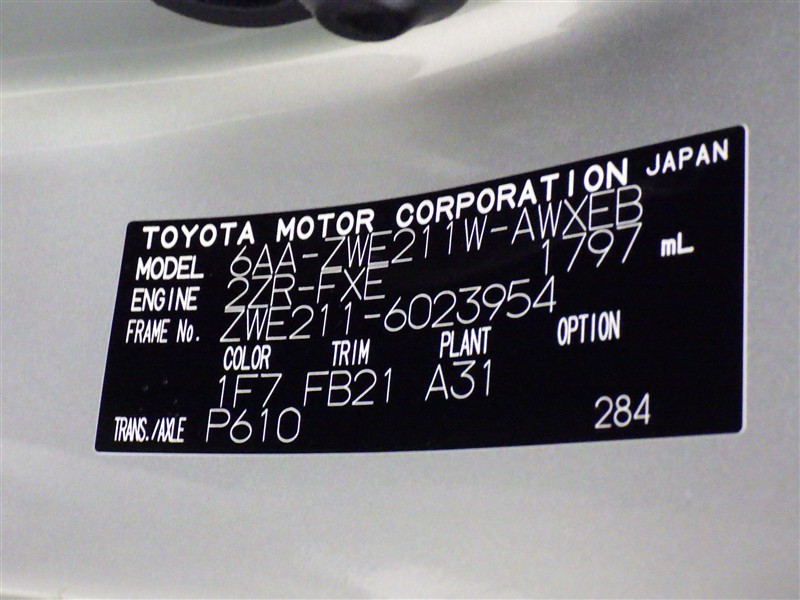 TOYOTA MOTOR CORPORATION JAPAN
MODEL 6AA-ZWE211W-AWXEB
ENGINE 2ZR-FXE 1797 mL
FRAME No. ZWE211-6023954
COLOR TRIM PLANT OPTION
1F7 FB21 A31
TRANS./AXLE P610 284